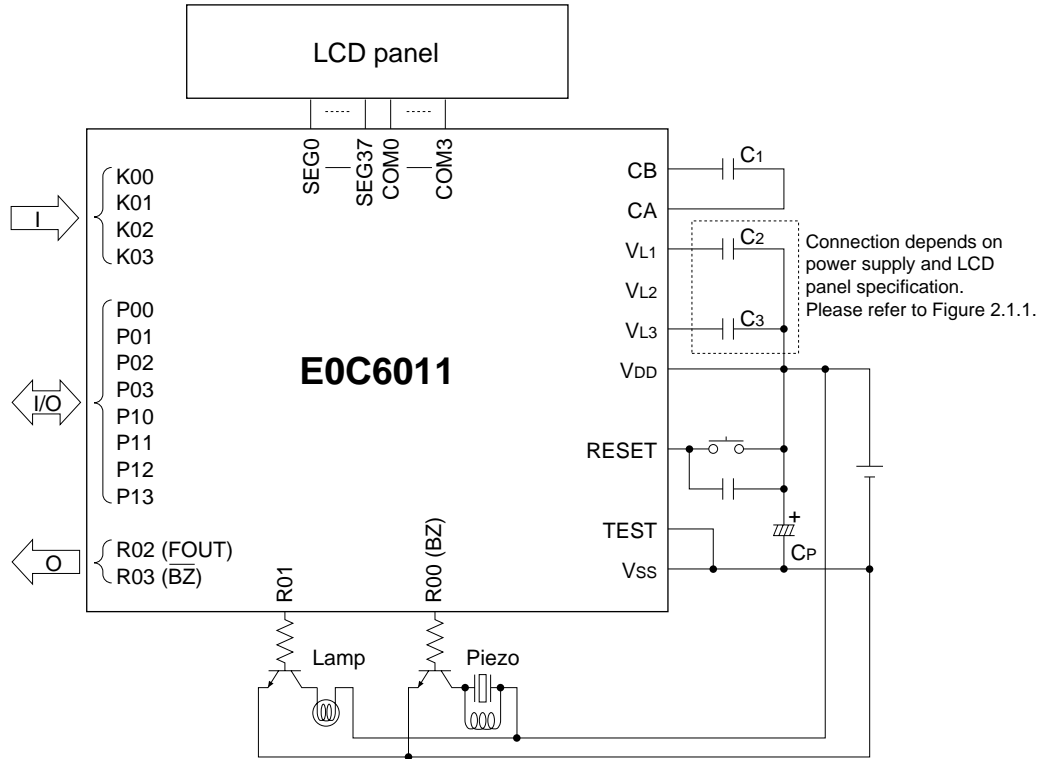 LCD panel
SEG0
SEG37
COM0
COM3
K00
K01
K02
K03
I
P00
P01
P02
P03
P10
P11
P12
P13
I/O
R02 (FOUT)
R03 (B̅Z̅)
O
E0C6011
R01
R00 (BZ)
CB
CA
VL1
VL2
VL3
VDD
RESET
TEST
VSS
C1
C2
C3
+
CP
Connection depends on
power supply and LCD
panel specification.
Please refer to Figure 2.1.1.
Lamp
Piezo